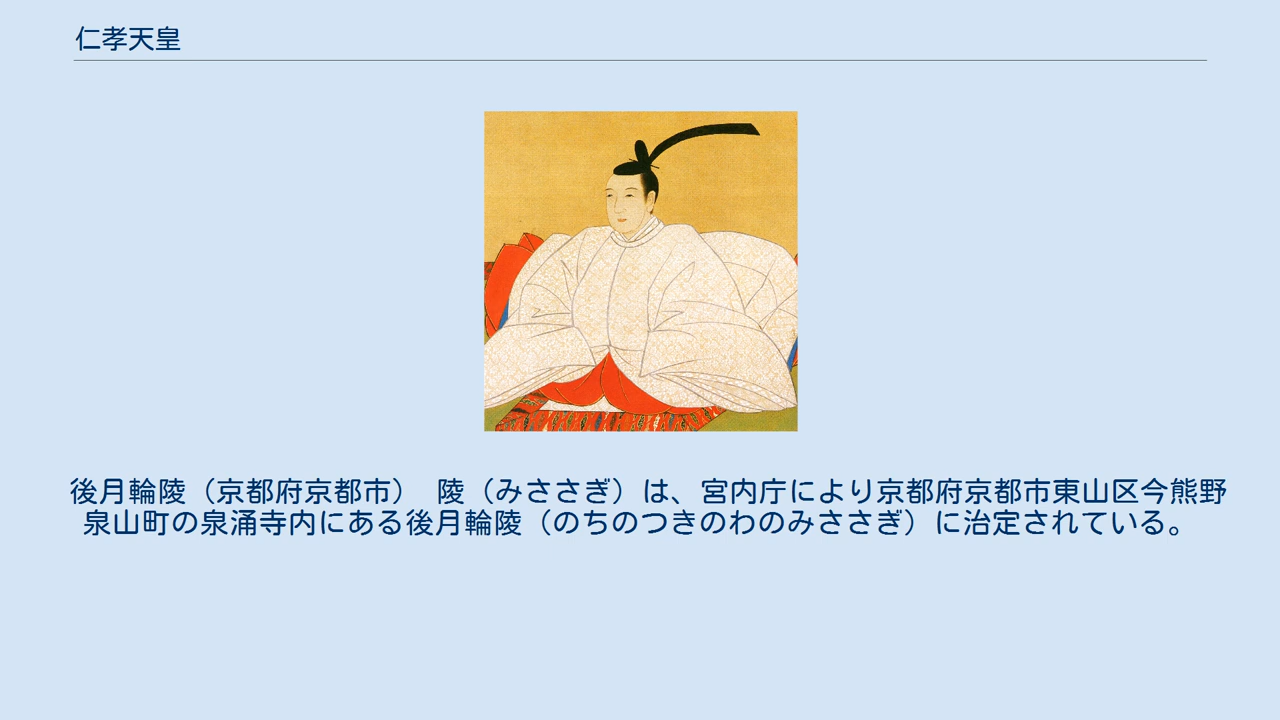 仁孝天皇
後月輪陵（京都府京都市）　陵（みささぎ）は、宮内庁により京都府京都市東山区今熊野
泉山町の泉涌寺内にある後月輪陵（のちのつきのわのみささぎ）に治定されている。